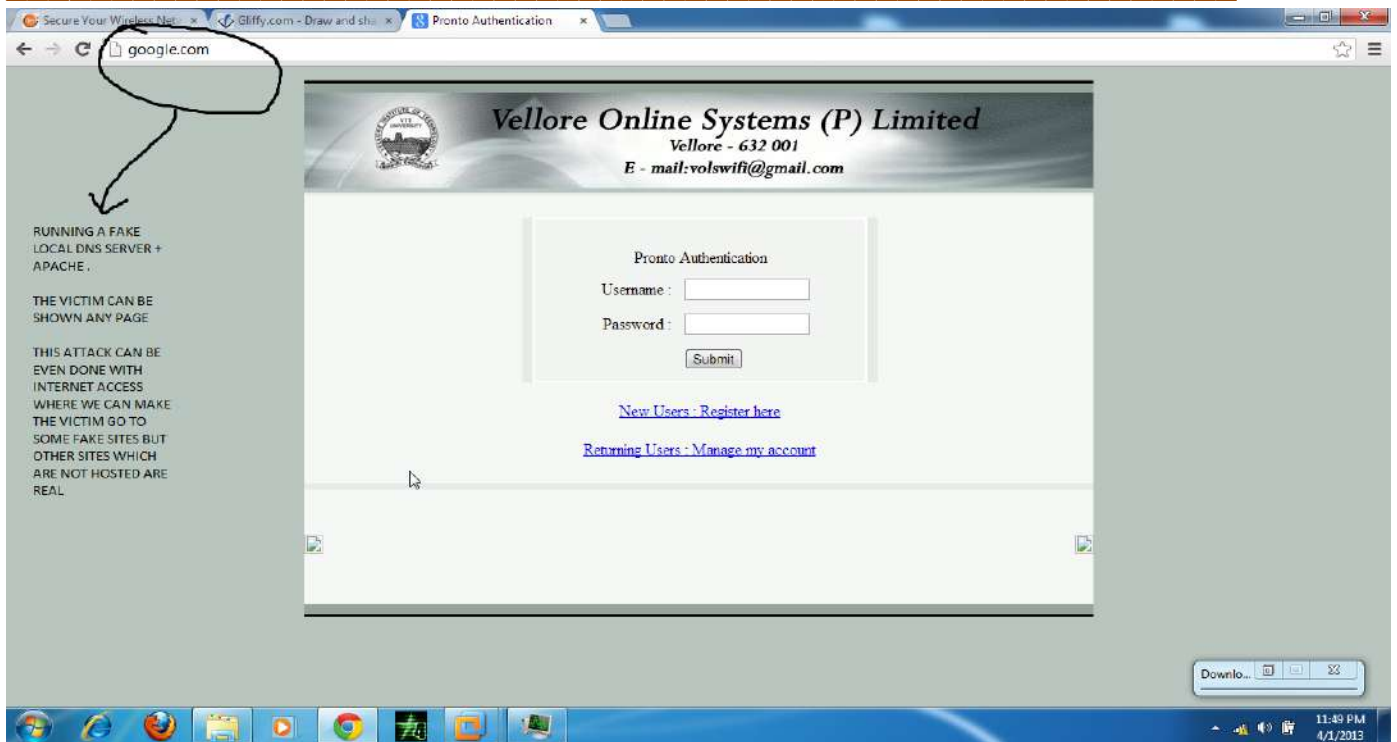 Secure Your Wireless Net
Gliffy.com - Draw and sha
Pronto Authentication
google.com
Vellore Online Systems (P) Limited
Vellore - 632 001
E - mail:volswifi@gmail.com
RUNNING A FAKE
LOCAL DNS SERVER +
APACHE .
THE VICTIM CAN BE
SHOWN ANY PAGE
THIS ATTACK CAN BE
EVEN DONE WITH
INTERNET ACCESS
WHERE WE CAN MAKE
THE VICTIM GO TO
SOME FAKE SITES BUT
OTHER SITES WHICH
ARE NOT HOSTED ARE
REAL
Pronto Authentication
Username :
Password :
Submit
New Users : Register here
Returning Users : Manage my account
Downlo...
11:49 PM
4/1/2013